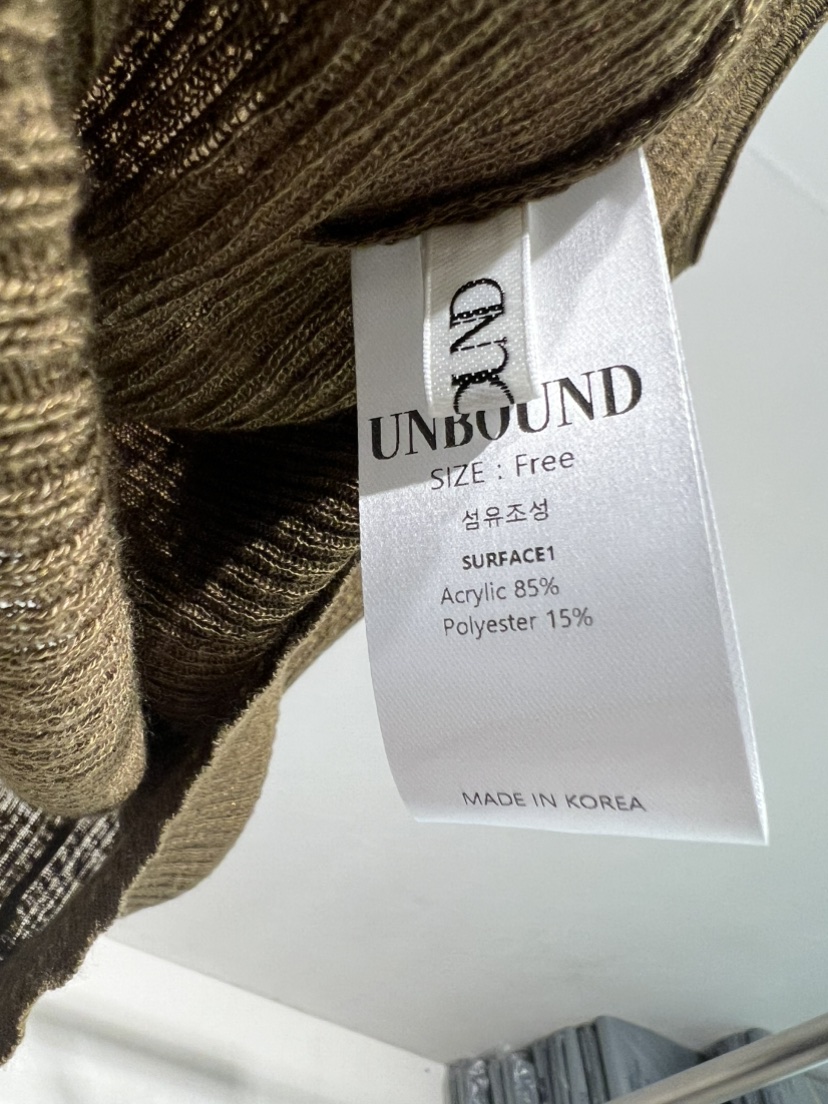 UNBOUND
SIZE : Free
섬유조성
SURFACE1
Acrylic 85%
Polyester 15%
MADE IN KOREA